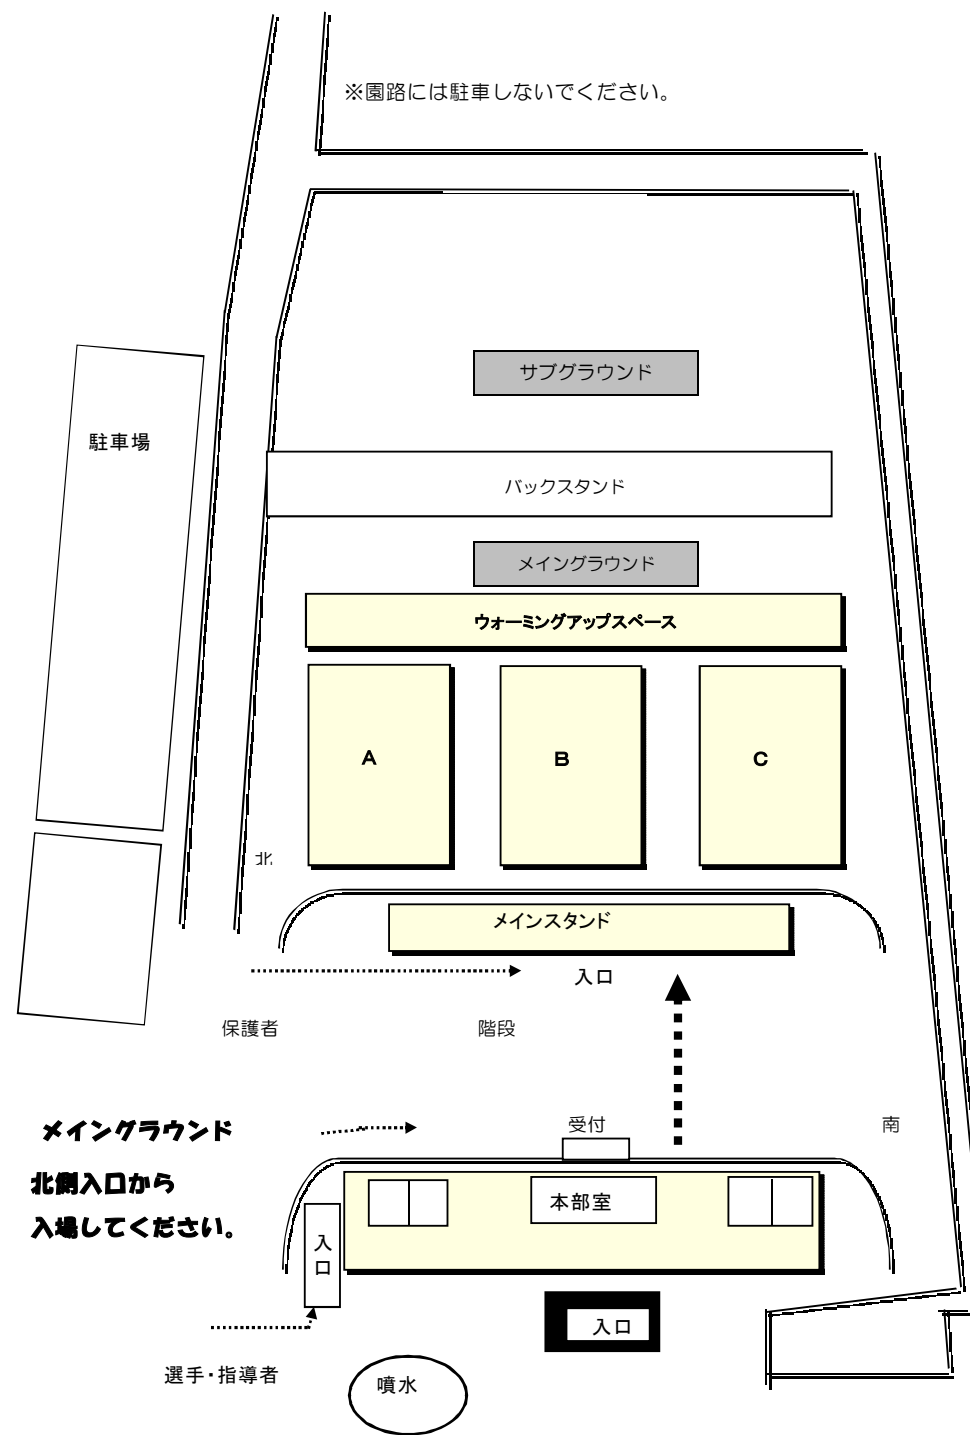 ※園路には駐車しないでください。
サブグラウンド
駐車場
バックスタンド
メイングラウンド
ウォーミングアップスペース
A
B
C
北
メインスタンド
入口
保護者
階段
メイングラウンド
受付
南
北側入口から
本部室
入場してください。
入口
入口
選手・指導者
噴水